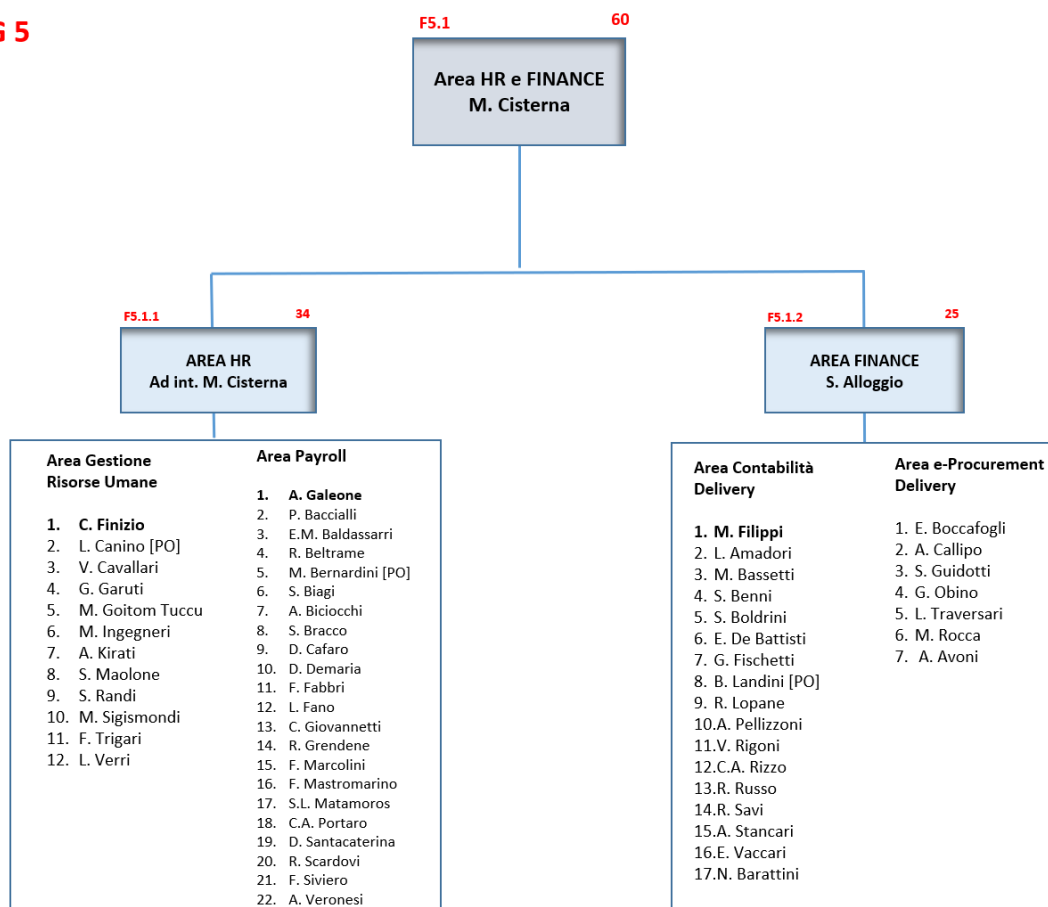 5
F5.1 60
Area HR e FINANCE
M. Cisterna
F5.1.1 34
AREA HR
Ad int. M. Cisterna
F5.1.2 25
AREA FINANCE
S. Alloggio
Area Gestione
Risorse Umane
1. C. Finizio
2. L. Canino [PO]
3. V. Cavallari
4. G. Garuti
5. M. Goitom Tuccu
6. M. Ingegneri
7. A. Kirati
8. S. Maolone
9. S. Randi
10. M. Sigismondi
11. F. Trigari
12. L. Verri
Area Payroll
1. A. Galeone
2. P. Baccialli
3. E.M. Baldassarri
4. R. Beltrame
5. M. Bernardini [PO]
6. S. Biagi
7. A. Biciocchi
8. S. Bracco
9. D. Cafaro
10. D. Demaria
11. F. Fabbri
12. L. Fano
13. C. Giovannetti
14. R. Grendene
15. F. Marcolini
16. F. Mastromarino
17. S.L. Matamoros
18. C.A. Portaro
19. D. Santacaterina
20. R. Scardovi
21. F. Siviero
22. A. Veronesi
Area Contabilità
Delivery
1. M. Filippi
2. L. Amadori
3. M. Bassetti
4. S. Benni
5. S. Boldrini
6. E. De Battisti
7. G. Fischetti
8. B. Landini [PO]
9. R. Lopane
10.A. Pellizzoni
11.V. Rigoni
12.C.A. Rizzo
13.R. Russo
14.R. Savi
15.A. Stancari
16.E. Vaccari
17.N. Barattini
Area e-Procurement
Delivery
1. E. Boccafogli
2. A. Callipo
3. S. Guidotti
4. G. Obino
5. L. Traversari
6. M. Rocca
7. A. Avoni